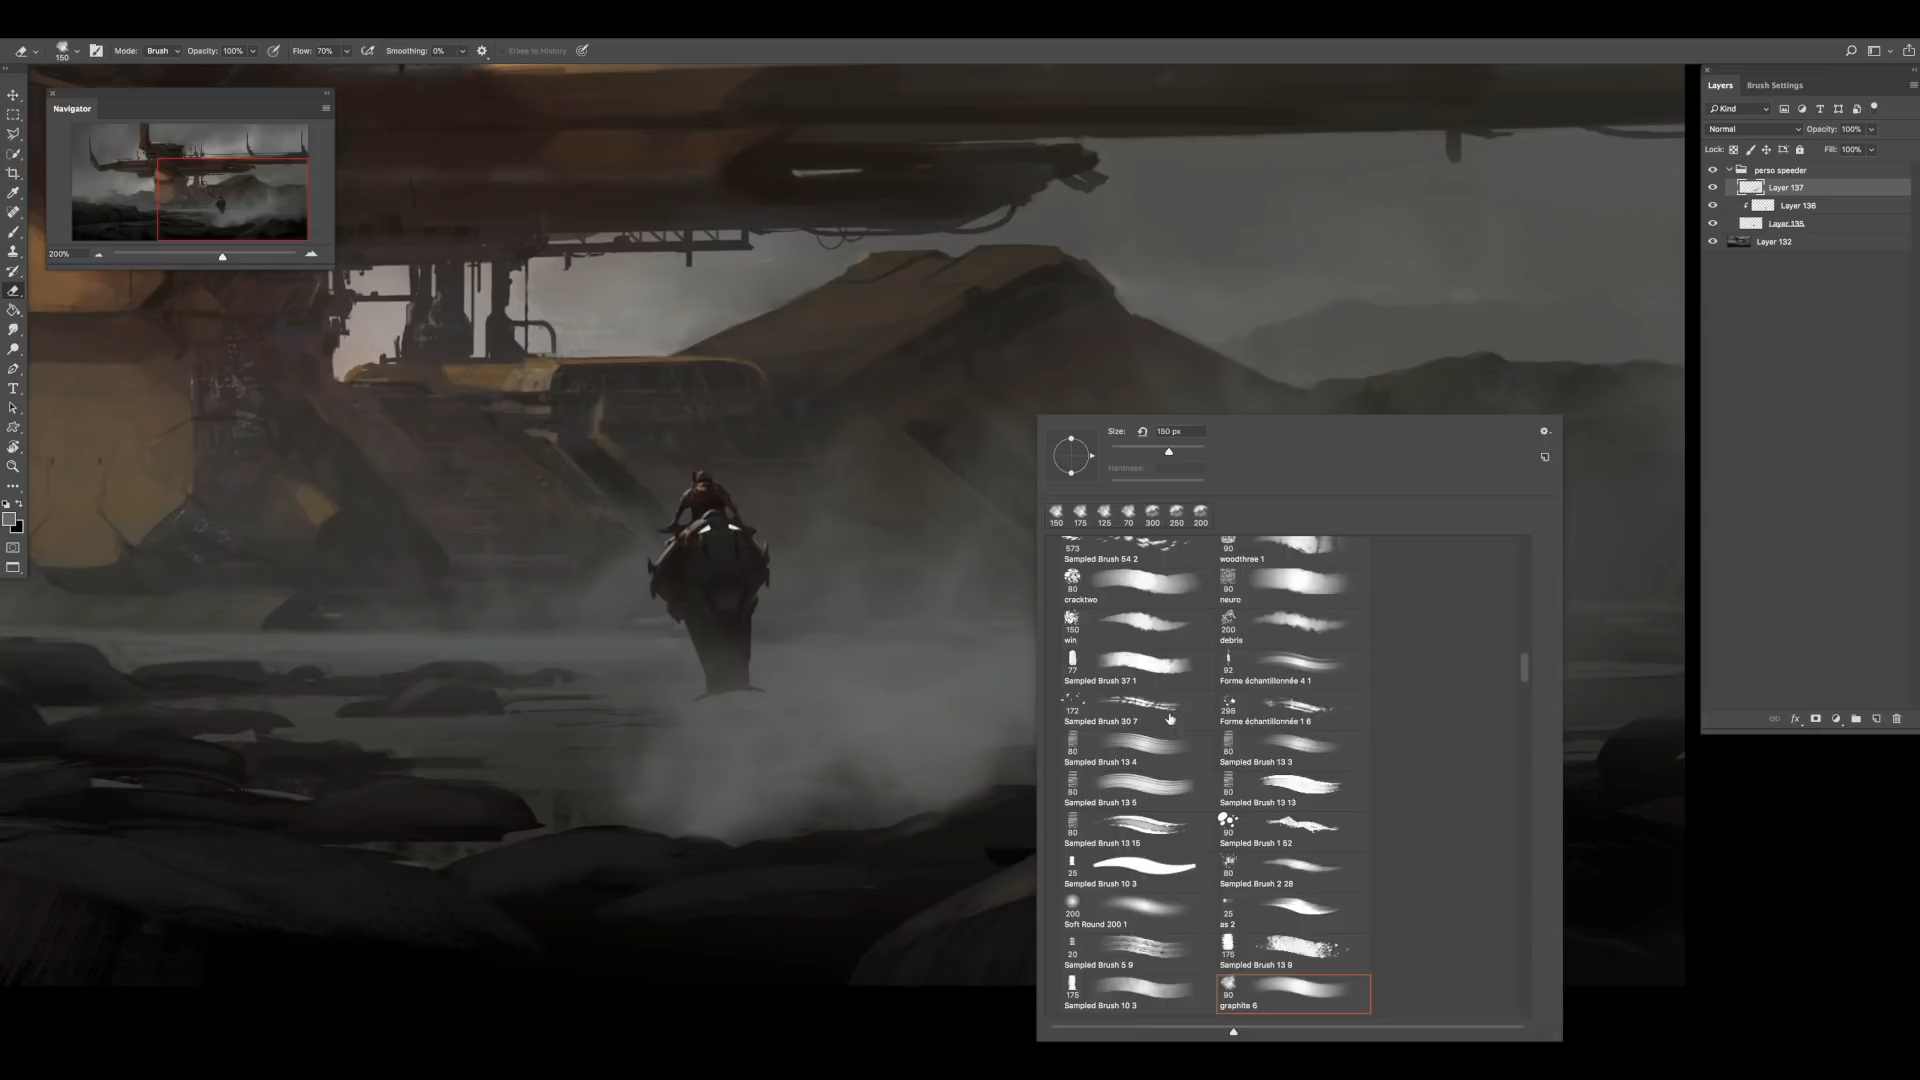 150 Mode: Brush Opacity: 100% Flow: 70% Smoothing: 0% Erase to History
Navigator
200%
Size: 150 px
Hardness:
150 175 125 70 300 250 200
573 90
Sampled Brush 54 2 woodthree 1
80 90
cracktwo neuro
150 200
win debris
77 92
Sampled Brush 37 1 Forme échantillonnée 4 1
172 298
Sampled Brush 30 7 Forme échantillonnée 1 6
80 80
Sampled Brush 13 4 Sampled Brush 13 3
80 80
Sampled Brush 13 5 Sampled Brush 13 13
80 90
Sampled Brush 13 15 Sampled Brush 1 52
25 80
Sampled Brush 10 3 Sampled Brush 2 28
200 25
Soft Round 200 1 as 2
20 175
Sampled Brush 5 9 Sampled Brush 13 9
175 90
Sampled Brush 10 3 graphite 6
Layers Brush Settings
Kind
Normal Opacity: 100%
Lock: Fill: 100%
perso speeder
Layer 137
Layer 136
Layer 135
Layer 132
fx